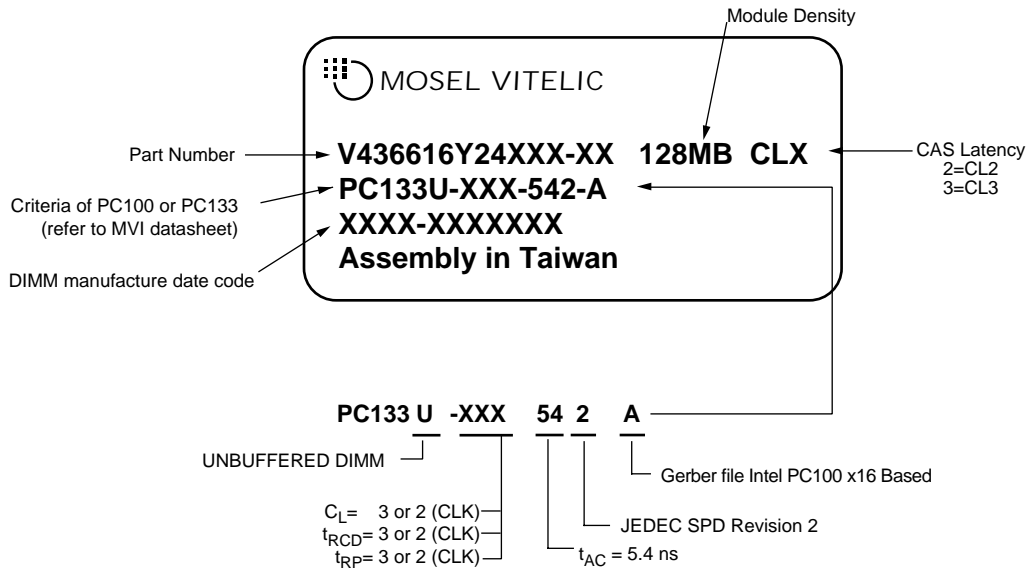 Module Density
MOSEL VITELIC
Part Number
V436616Y24XXX-XX 128MB CLX
CAS Latency
2=CL2
3=CL3
Criteria of PC100 or PC133
(refer to MVI datasheet)
PC133U-XXX-542-A
XXXX-XXXXXXX
DIMM manufacture date code
Assembly in Taiwan
PC133 U -XXX 54 2 A
UNBUFFERED DIMM
Gerber file Intel PC100 x16 Based
CL= 3 or 2 (CLK)
tRCD= 3 or 2 (CLK)
tRP= 3 or 2 (CLK)
JEDEC SPD Revision 2
tAC = 5.4 ns